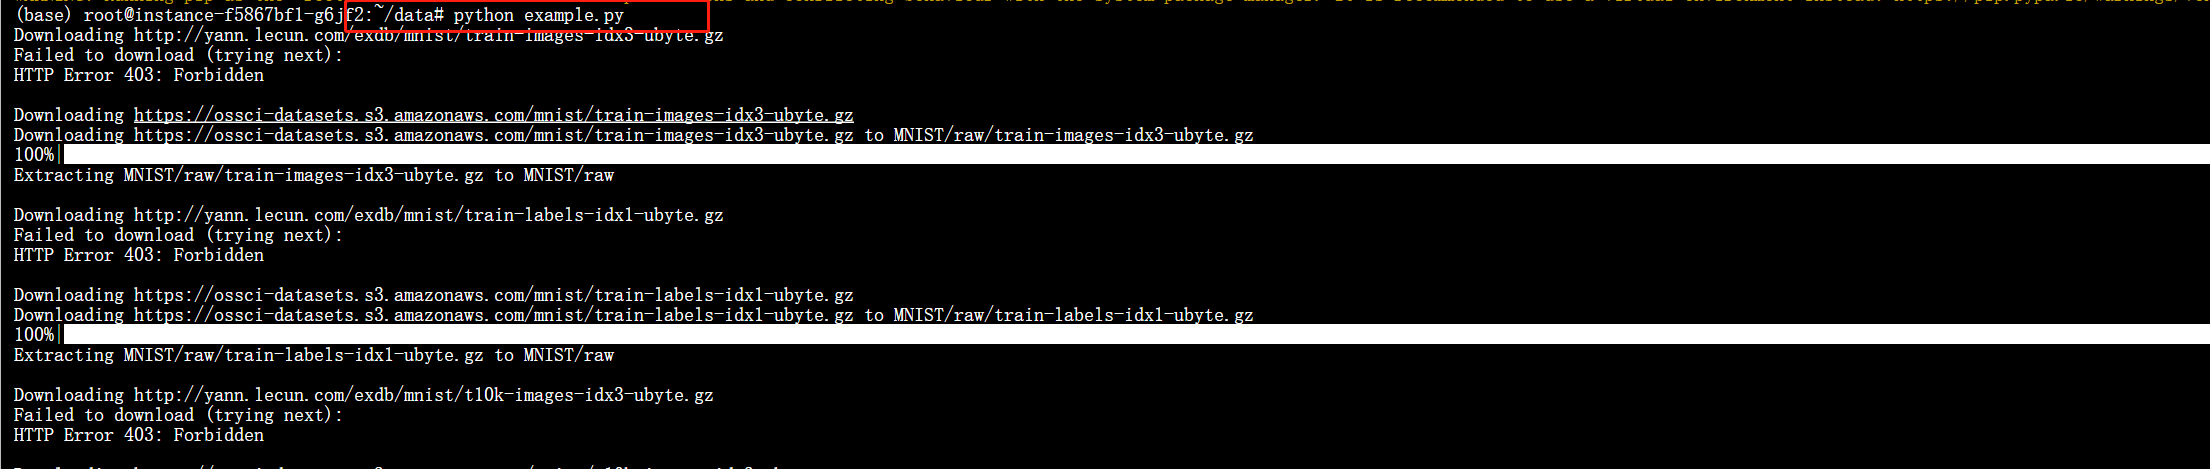 (base) root@instance-f5867bf1-g6jf2:~/data# python example.py
Downloading http://yann.lecun.com/exdb/mnist/train-images-idx3-ubyte.gz
Failed to download (trying next):
HTTP Error 403: Forbidden
Downloading https://ossci-datasets.s3.amazonaws.com/mnist/train-images-idx3-ubyte.gz
Downloading https://ossci-datasets.s3.amazonaws.com/mnist/train-images-idx3-ubyte.gz to MNIST/raw/train-images-idx3-ubyte.gz
100%
Extracting MNIST/raw/train-images-idx3-ubyte.gz to MNIST/raw
Downloading http://yann.lecun.com/exdb/mnist/train-labels-idx1-ubyte.gz
Failed to download (trying next):
HTTP Error 403: Forbidden
Downloading https://ossci-datasets.s3.amazonaws.com/mnist/train-labels-idx1-ubyte.gz
Downloading https://ossci-datasets.s3.amazonaws.com/mnist/train-labels-idx1-ubyte.gz to MNIST/raw/train-labels-idx1-ubyte.gz
100%
Extracting MNIST/raw/train-labels-idx1-ubyte.gz to MNIST/raw
Downloading http://yann.lecun.com/exdb/mnist/t10k-images-idx3-ubyte.gz
Failed to download (trying next):
HTTP Error 403: Forbidden